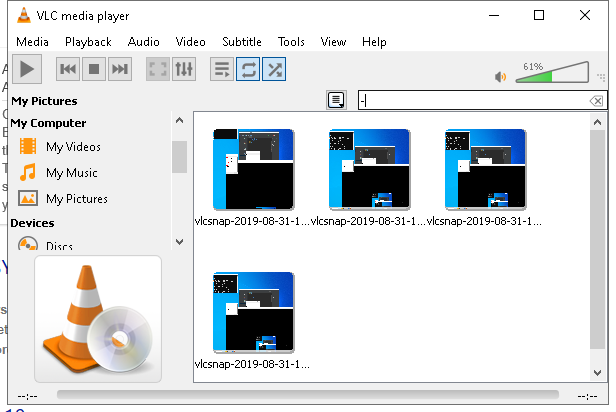 VLC media player
Media Playback Audio Video Subtitle Tools View Help
61%
My Pictures
-
My Computer
My Videos
My Music
My Pictures
Devices
Discs
vlcsnap-2019-08-31-1... vlcsnap-2019-08-31-1... vlcsnap-2019-08-31-1...
vlcsnap-2019-08-31-1...
--:-- --:--